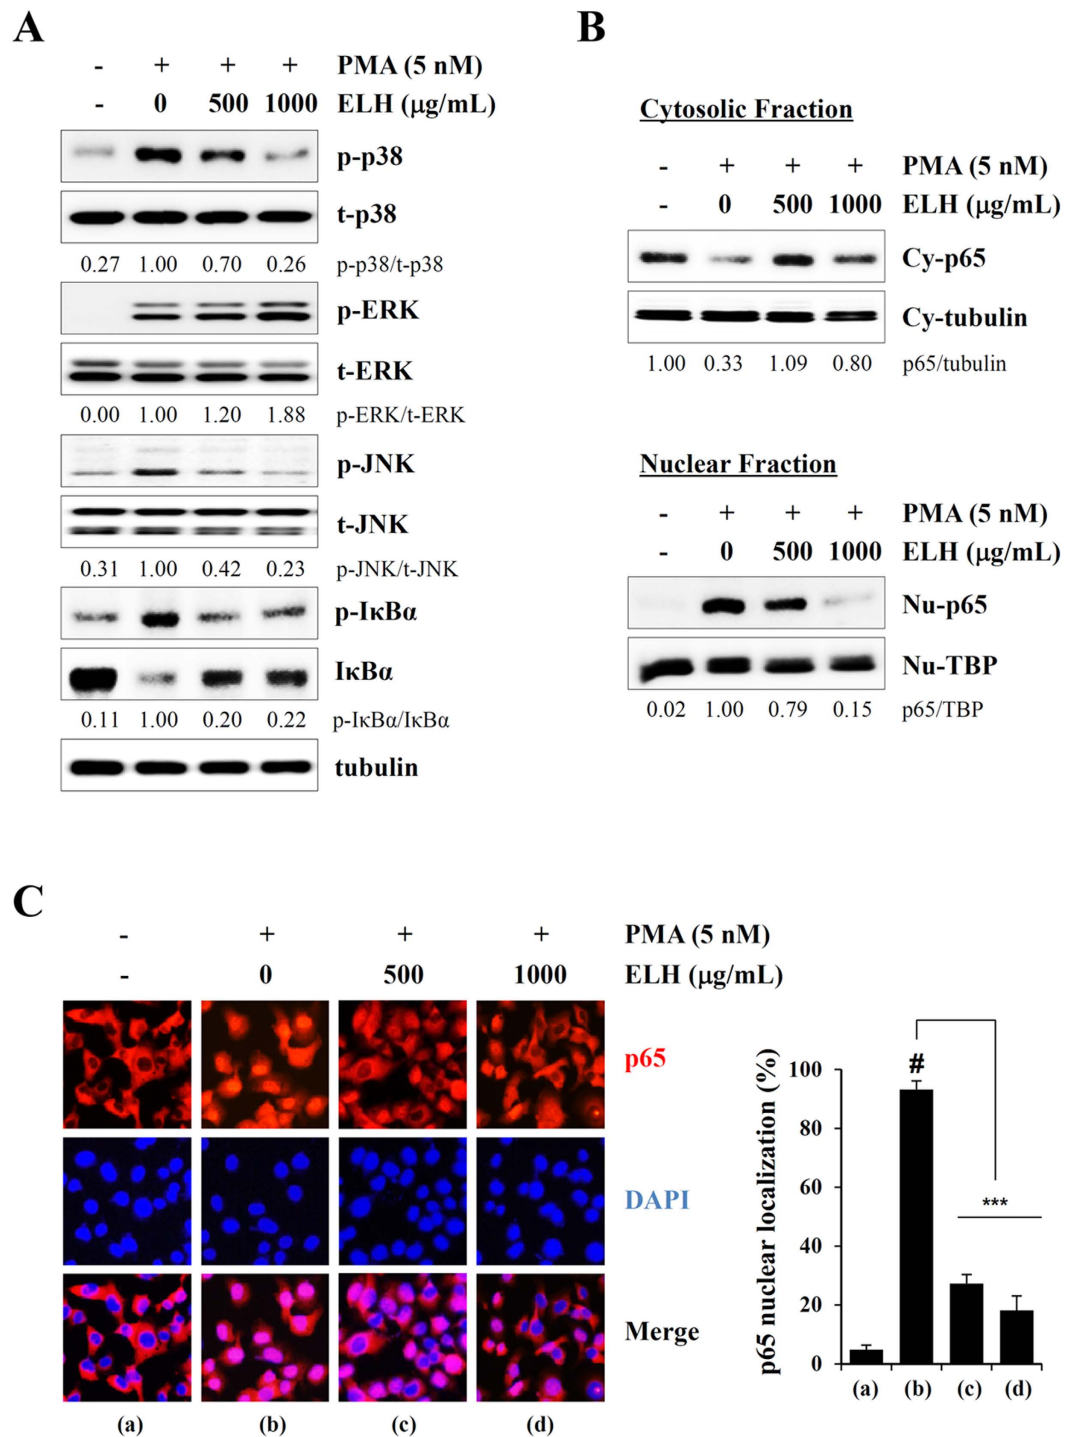 A
- + + + PMA (5 nM)
- 0 500 1000 ELH (μg/mL)
p-p38
t-p38
0.27 1.00 0.70 0.26 p-p38/t-p38
p-ERK
t-ERK
0.00 1.00 1.20 1.88 p-ERK/t-ERK
p-JNK
t-JNK
0.31 1.00 0.42 0.23 p-JNK/t-JNK
p-IκBα
IκBα
0.11 1.00 0.20 0.22 p-IκBα/IκBα
tubulin
B
Cytosolic Fraction
- + + + PMA (5 nM)
- 0 500 1000 ELH (μg/mL)
Cy-p65
Cy-tubulin
1.00 0.33 1.09 0.80 p65/tubulin
Nuclear Fraction
- + + + PMA (5 nM)
- 0 500 1000 ELH (μg/mL)
Nu-p65
Nu-TBP
0.02 1.00 0.79 0.15 p65/TBP
C
- + + + PMA (5 nM)
- 0 500 1000 ELH (μg/mL)
p65
DAPI
Merge
(a) (b) (c) (d)
p65 nuclear localization (%)
100
80
60
40
20
0
#
***
(a) (b) (c) (d)